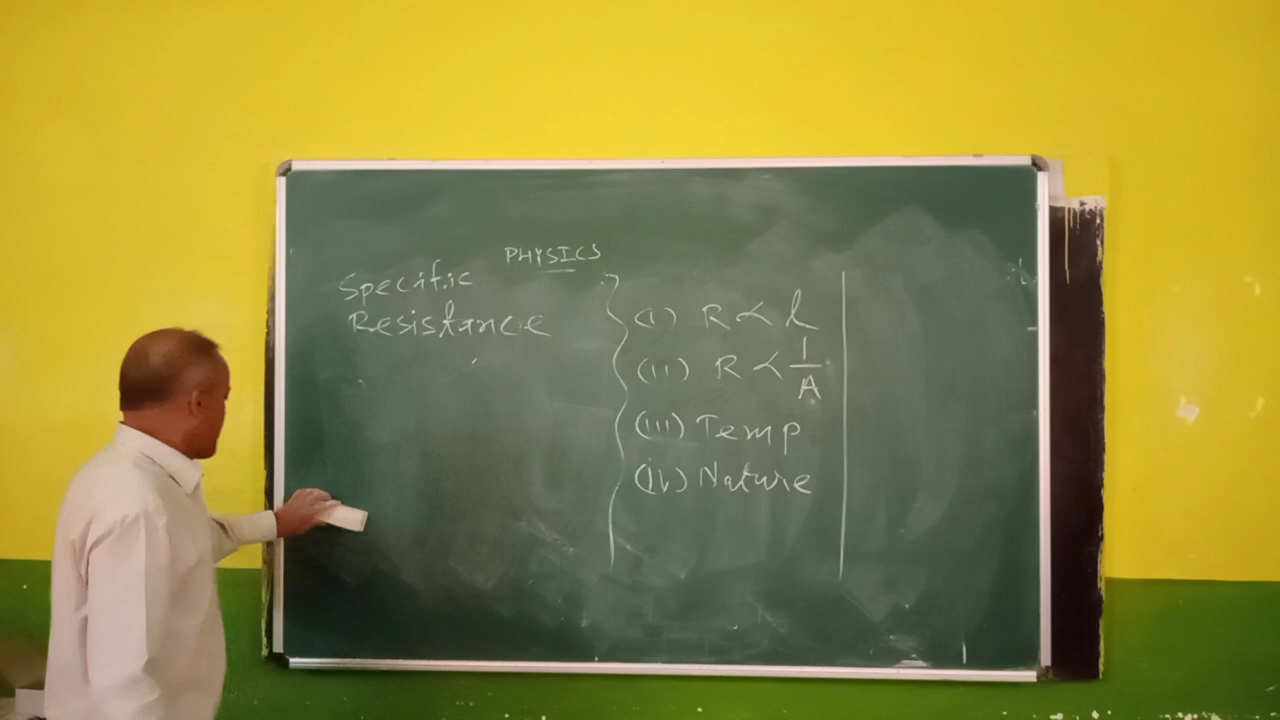 PHYSICS
Specific
Resistance
(i) R ∝ l
(ii) R ∝ 1/A
(iii) Temp
(iv) Nature